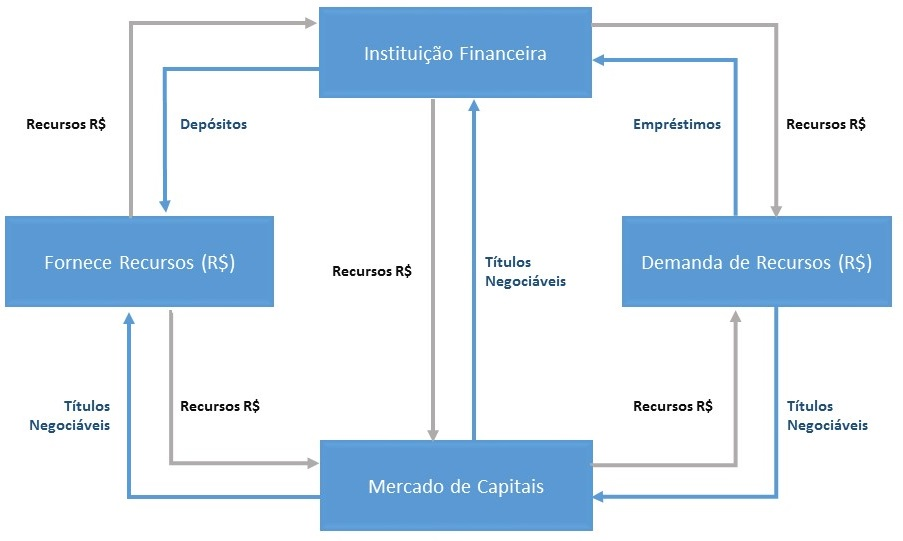 Instituição Financeira
Recursos R$
Depósitos
Empréstimos
Recursos R$
Fornece Recursos (R$)
Recursos R$
Títulos
Negociáveis
Demanda de Recursos (R$)
Títulos
Negociáveis
Recursos R$
Recursos R$
Títulos
Negociáveis
Mercado de Capitais